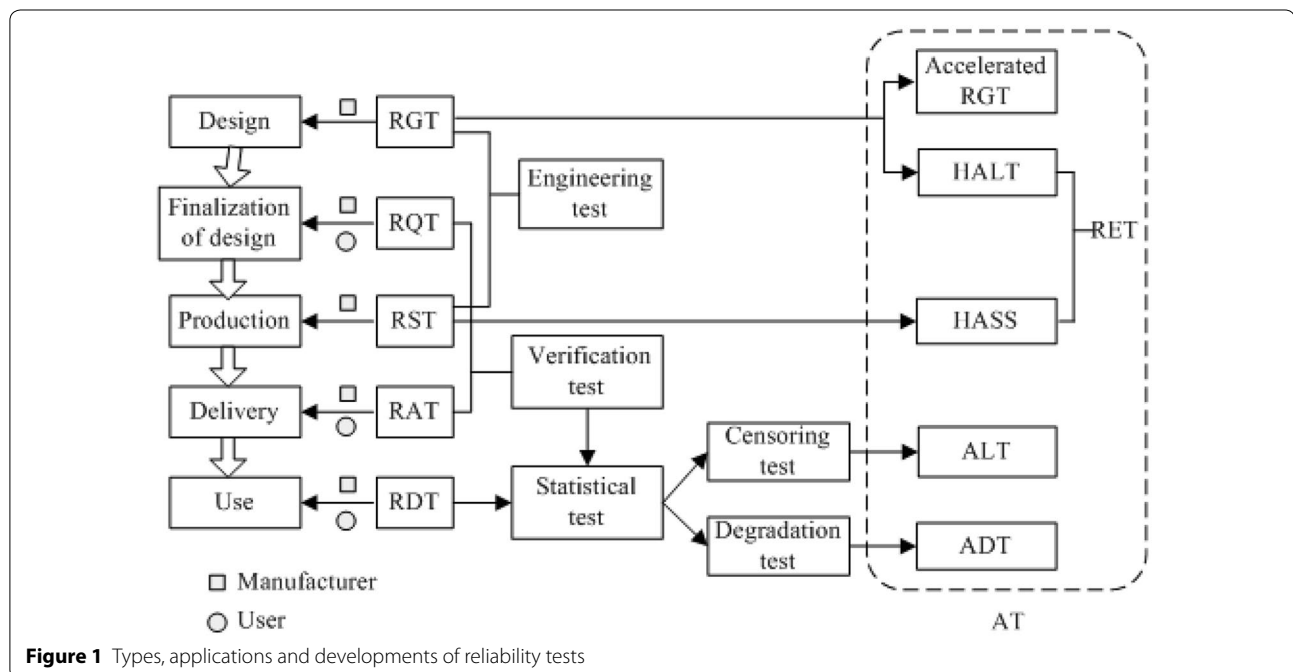 Design
Finalization
of design
Production
Delivery
Use
RGT
RQT
RST
RAT
RDT
Engineering
test
Verification
test
Statistical
test
Censoring
test
Degradation
test
Accelerated
RGT
HALT
RET
HASS
ALT
ADT
AT
Manufacturer
User
Figure 1 Types, applications and developments of reliability tests